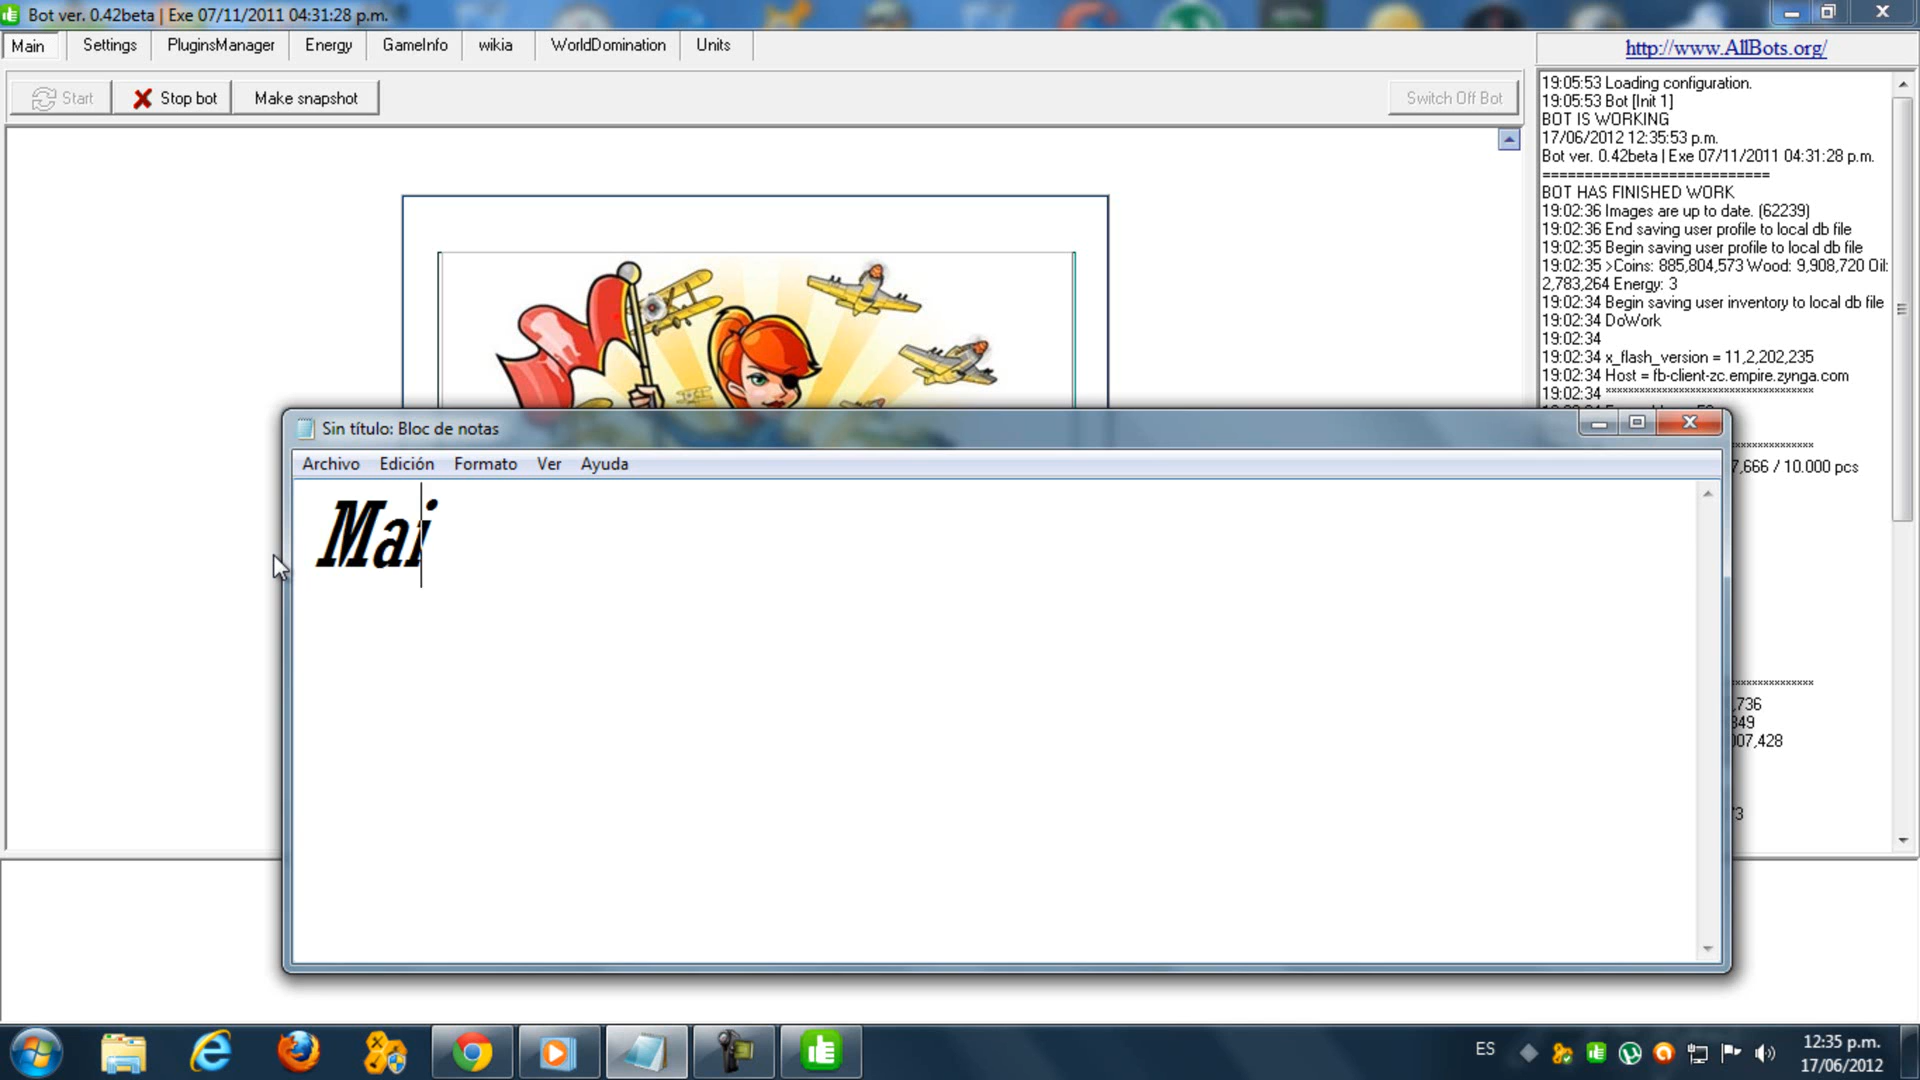 Bot ver. 0.42beta | Exe 07/11/2011 04:31:28 p.m.
Main Settings PluginsManager Energy GameInfo wikia WorldDomination Units
http://www.AllBots.org/
Start Stop bot Make snapshot Switch Off Bot
19:05:53 Loading configuration.
19:05:53 Bot [Init 1]
BOT IS WORKING
17/06/2012 12:35:53 p.m.
Bot ver. 0.42beta | Exe 07/11/2011 04:31:28 p.m.
===========================
BOT HAS FINISHED WORK
19:02:36 Images are up to date. (62239)
19:02:36 End saving user profile to local db file
19:02:35 Begin saving user profile to local db file
19:02:35 >Coins: 885,804,573 Wood: 9,908,720 Oil:
2,783,264 Energy: 3
19:02:34 Begin saving user inventory to local db file
19:02:34 DoWork
19:02:34
19:02:34 x_flash_version = 11,2,202,235
19:02:34 Host = fb-client-zc.empire.zynga.com
19:02:34 **************************
7,666 / 10.000 pcs
,736
349
007,428
73
Sin título: Bloc de notas
Archivo Edición Formato Ver Ayuda
Mai
ES
12:35 p.m.
17/06/2012